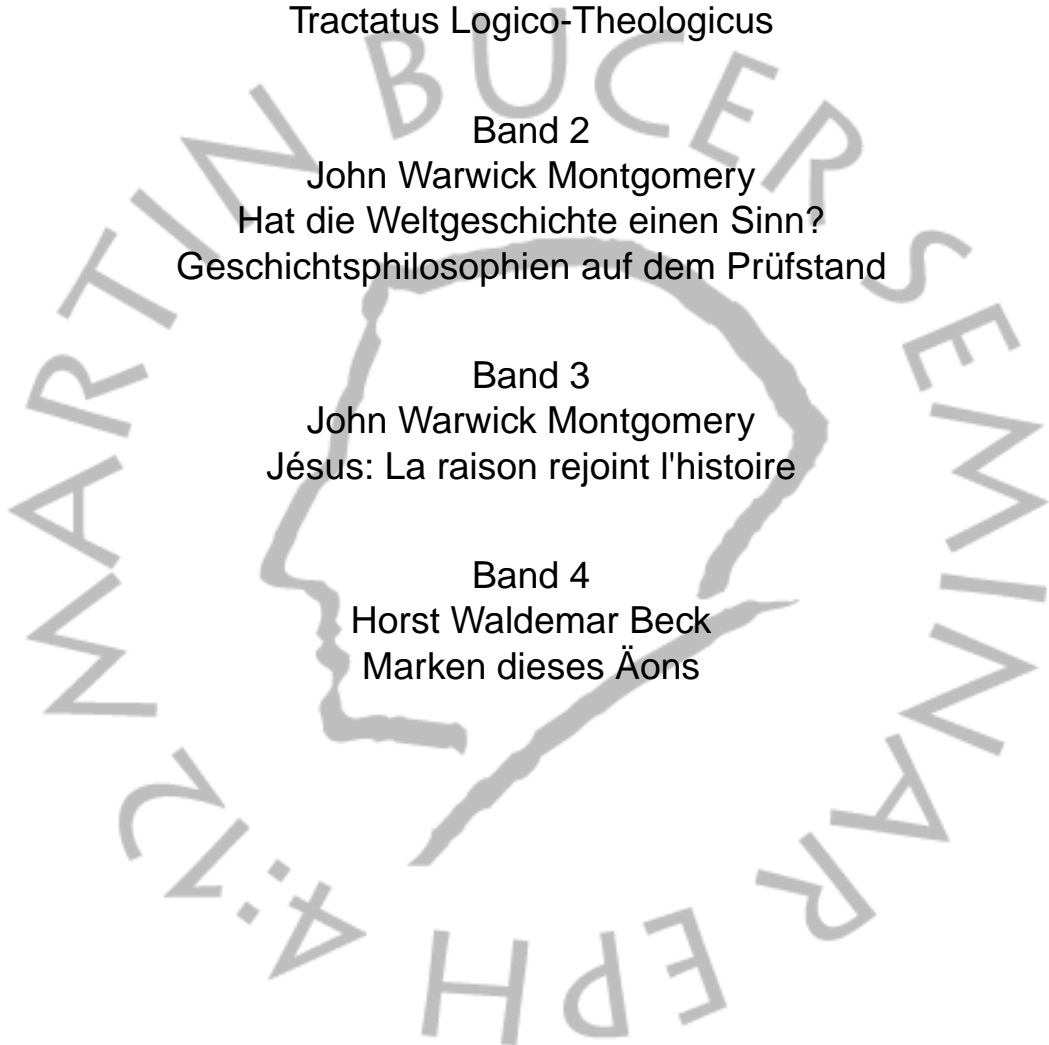 Tractatus Logico-Theologicus
Band 2
John Warwick Montgomery
Hat die Weltgeschichte einen Sinn?
Geschichtsphilosophien auf dem Prüfstand
Band 3
John Warwick Montgomery
Jésus: La raison rejoint l'histoire
Band 4
Horst Waldemar Beck
Marken dieses Äons
MARTIN BUCER SEMINAR EPH 4:12